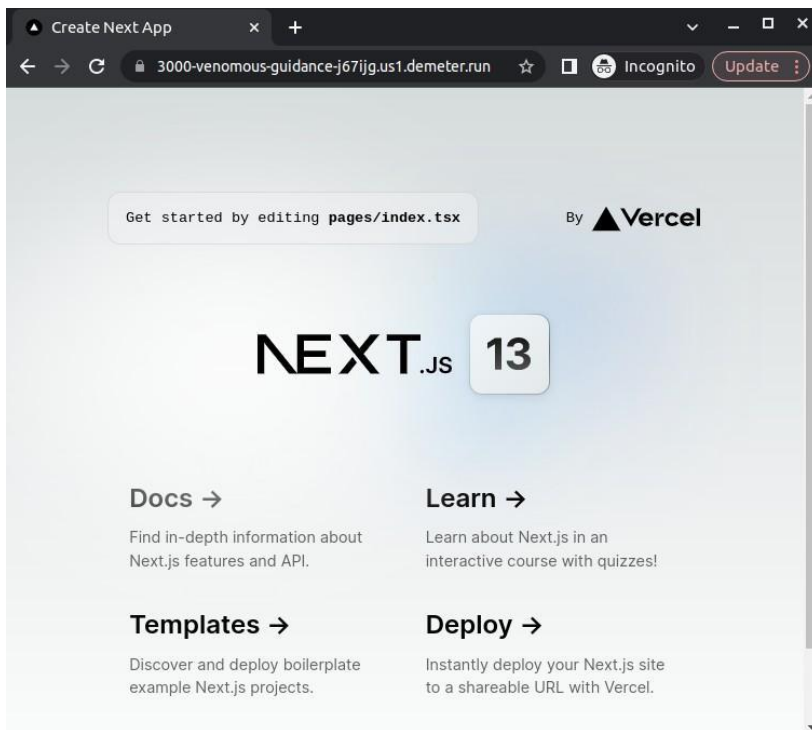 Create Next App
3000-venomous-guidance-j67ijg.us1.demeter.run
Incognito
Update
Get started by editing pages/index.tsx
By Vercel
NEXT.JS 13
Docs →
Find in-depth information about
Next.js features and API.
Learn →
Learn about Next.js in an
interactive course with quizzes!
Templates →
Discover and deploy boilerplate
example Next.js projects.
Deploy →
Instantly deploy your Next.js site
to a shareable URL with Vercel.